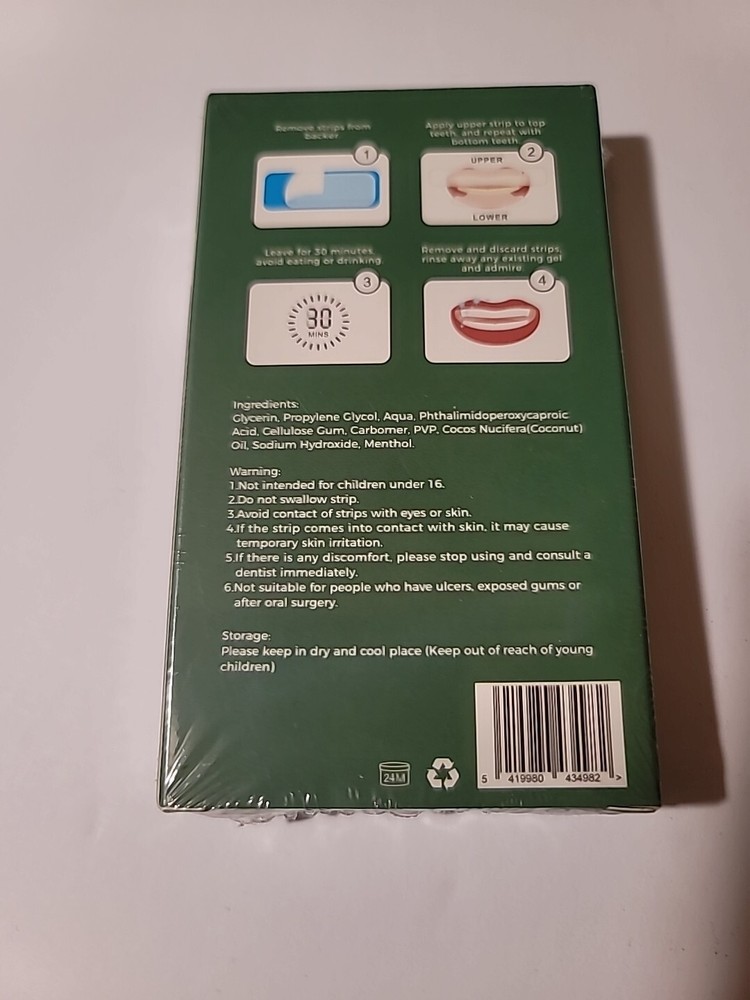 Remove strips from
backer
1
Apply upper strip to top
teeth, and repeat with
bottom teeth
2
UPPER
LOWER
Leave for 30 minutes,
avoid eating or drinking.
3
30
MINS
Remove and discard strips,
rinse away any existing gel
and admire
4
Ingredients:
Glycerin, Propylene Glycol, Aqua, Phthalimidoperoxycaproic
Acid, Cellulose Gum, Carbomer, PVP, Cocos Nucifera(Coconut)
Oil, Sodium Hydroxide, Menthol.
Warning:
1.Not intended for children under 16.
2.Do not swallow strip.
3.Avoid contact of strips with eyes or skin.
4.If the strip comes into contact with skin, it may cause
temporary skin irritation.
5.If there is any discomfort, please stop using and consult a
dentist immediately.
6.Not suitable for people who have ulcers, exposed gums or
after oral surgery.
Storage:
Please keep in dry and cool place (Keep out of reach of young
children)
24M
5 419980 434982 >